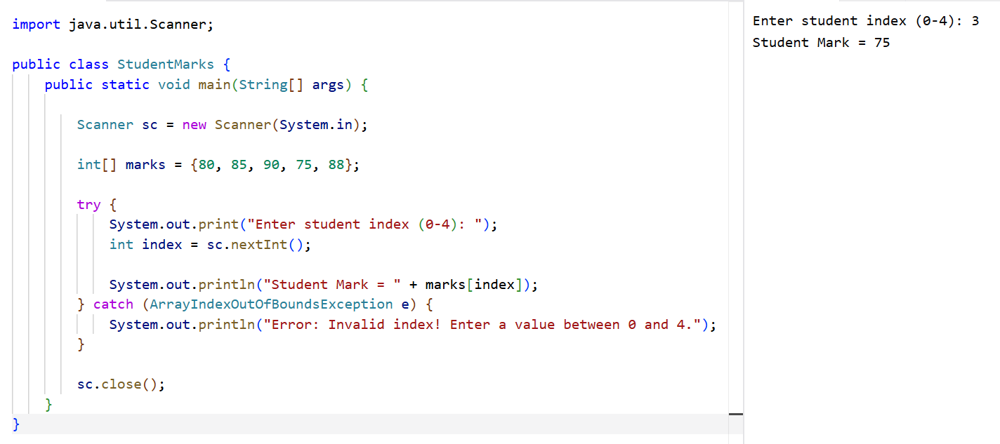 import java.util.Scanner;
public class StudentMarks {
public static void main(String[] args) {
Scanner sc = new Scanner(System.in);
int[] marks = {80, 85, 90, 75, 88};
try {
System.out.print("Enter student index (0-4): ");
int index = sc.nextInt();
System.out.println("Student Mark = " + marks[index]);
} catch (ArrayIndexOutOfBoundsException e) {
System.out.println("Error: Invalid index! Enter a value between 0 and 4.");
}
sc.close();
}
}
Enter student index (0-4): 3
Student Mark = 75